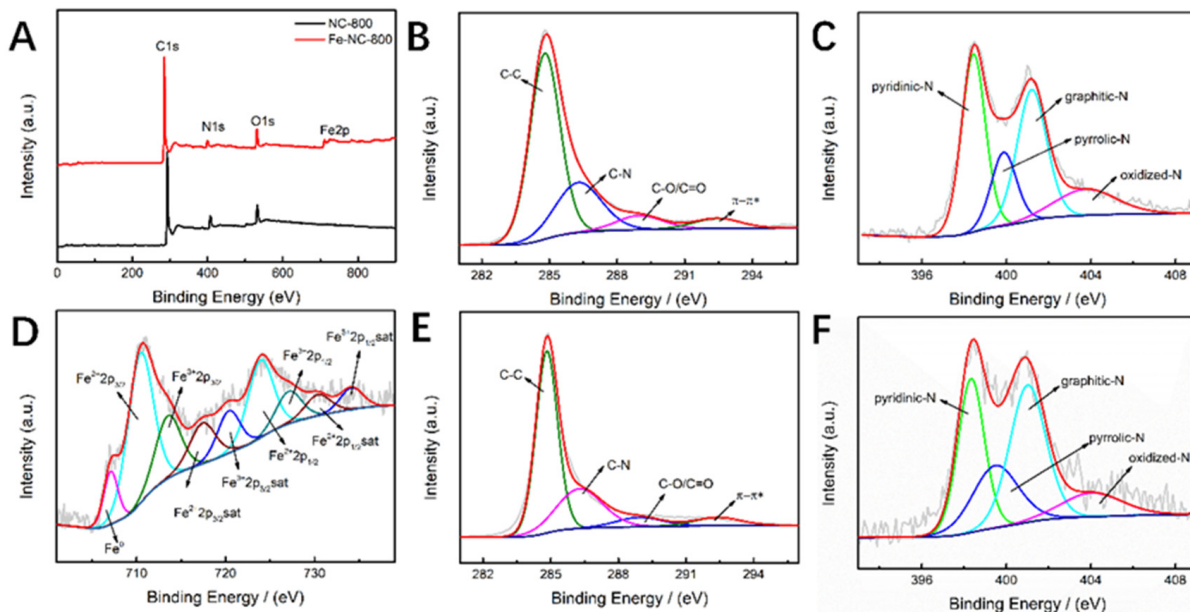 A
NC-800
Fe-NC-800
C1s
N1s
O1s
Fe2p
Intensity (a.u.)
0 200 400 600 800
Binding Energy (eV)
B
C-C
C-N
C-O/C=O
π-π*
Intensity (a.u.)
282 285 288 291 294
Binding Energy / (eV)
C
pyridinic-N
graphitic-N
pyrrolic-N
oxidized-N
Intensity (a.u.)
396 400 404 408
Binding Energy / (eV)
D
Fe²⁺2p₃/₂
Fe³⁺2p₃/₂
Fe³⁺2p₁/₂
Fe³⁺2p₁/₂sat
Fe²⁺2p₁/₂sat
Fe²⁺2p₁/₂
Fe³⁺2p₃/₂sat
Fe² 2p₃/₂sat
Fe⁰
Intensity (a.u.)
710 720 730
Binding Energy / (eV)
E
C-C
C-N
C-O/C=O
π-π*
Intensity (a.u.)
282 285 288 291 294
Binding Energy / (eV)
F
pyridinic-N
graphitic-N
pyrrolic-N
oxidized-N
Intensity (a.u.)
396 400 404 408
Binding Energy / (eV)